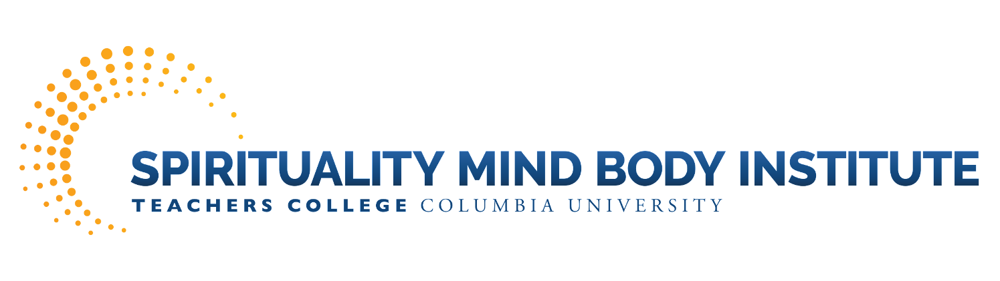 SPIRITUALITY MIND BODY INSTITUTE
TEACHERS COLLEGE COLUMBIA UNIVERSITY